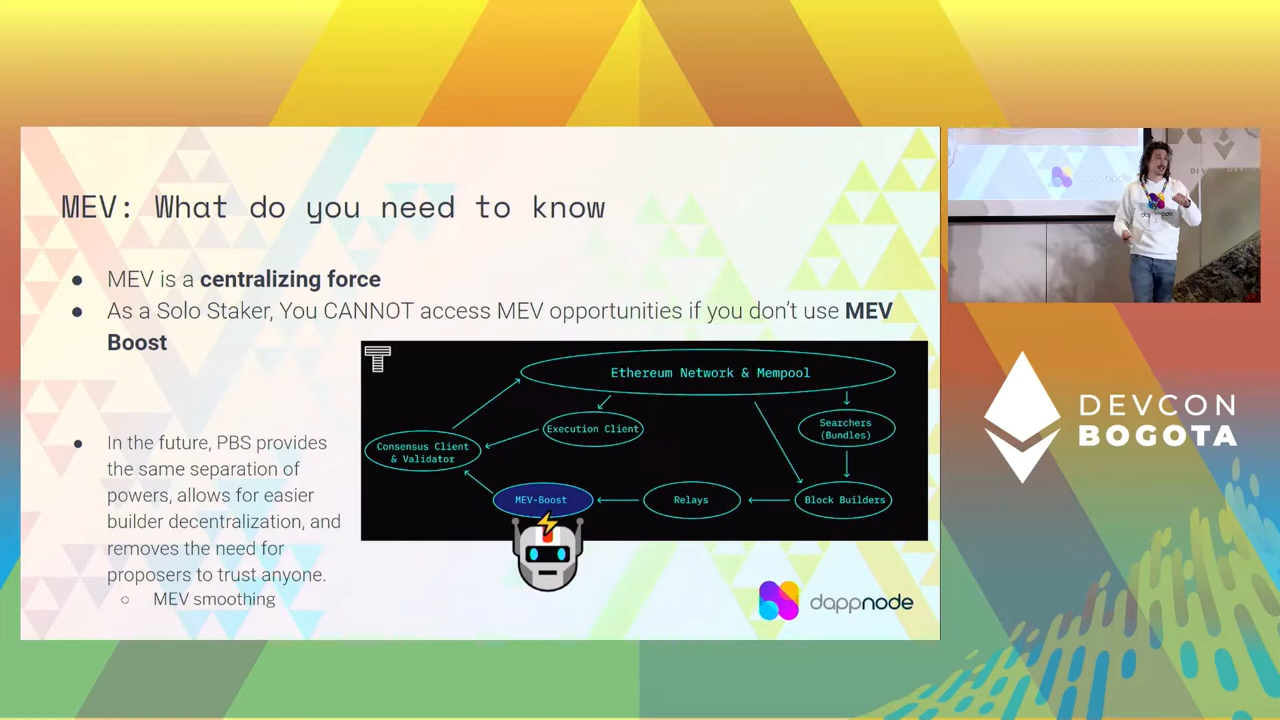 MEV: What do you need to know
● MEV is a centralizing force
● As a Solo Staker, You CANNOT access MEV opportunities if you don't use MEV
Boost
Ethereum Network & Mempool
Execution Client
Searchers
(Bundles)
Consensus Client
& Validator
MEV-Boost
Relays
Block Builders
● In the future, PBS provides
the same separation of
powers, allows for easier
builder decentralization, and
removes the need for
proposers to trust anyone.
○ MEV smoothing
dappnode
dappnode
DEVCON
BOGOTA